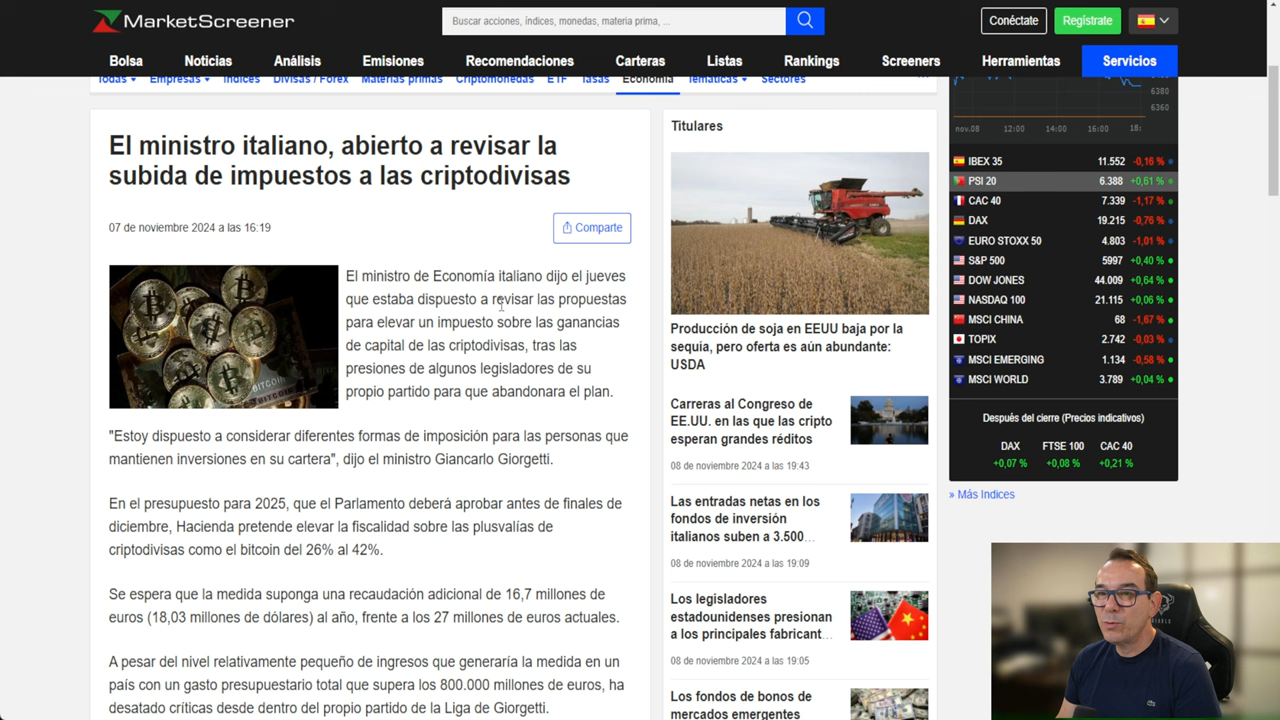 MarketScreener
Buscar acciones, índices, monedas, materia prima, ...
Conéctate
Regístrate
Bolsa Noticias Análisis Emisiones Recomendaciones Carteras Listas Rankings Screeners Herramientas Servicios
Todas Empresas Índices Divisas / Forex Materias primas Criptomonedas ETF Tasas Economía Temáticas Sectores
El ministro italiano, abierto a revisar la
subida de impuestos a las criptodivisas
07 de noviembre 2024 a las 16:19
Comparte
BITCOIN
El ministro de Economía italiano dijo el jueves
que estaba dispuesto a revisar las propuestas
para elevar un impuesto sobre las ganancias
de capital de las criptodivisas, tras las
presiones de algunos legisladores de su
propio partido para que abandonara el plan.
"Estoy dispuesto a considerar diferentes formas de imposición para las personas que
mantienen inversiones en su cartera", dijo el ministro Giancarlo Giorgetti.
En el presupuesto para 2025, que el Parlamento deberá aprobar antes de finales de
diciembre, Hacienda pretende elevar la fiscalidad sobre las plusvalías de
criptodivisas como el bitcoin del 26% al 42%.
Se espera que la medida suponga una recaudación adicional de 16,7 millones de
euros (18,03 millones de dólares) al año, frente a los 27 millones de euros actuales.
A pesar del nivel relativamente pequeño de ingresos que generaría la medida en un
país con un gasto presupuestario total que supera los 800.000 millones de euros, ha
desatado críticas desde dentro del propio partido de la Liga de Giorgetti.
Titulares
Producción de soja en EEUU baja por la
sequia, pero oferta es aún abundante:
USDA
Carreras al Congreso de
EE.UU. en las que las cripto
esperan grandes réditos
08 de noviembre 2024 a las 19:43
Las entradas netas en los
fondos de inversión
italianos suben a 3.500...
08 de noviembre 2024 a las 19:09
Los legisladores
estadounidenses presionan
a los principales fabricant...
08 de noviembre 2024 a las 19:05
Los fondos de bonos de
mercados emergentes
6380
6360
nov.08 12:00 14:00 16:00 18:
IBEX 35 11.552 -0,16 %
PSI 20 6.388 +0,61 %
CAC 40 7.339 -1,17 %
DAX 19.215 -0,76 %
EURO STOXX 50 4.803 -1,01 %
S&P 500 5997 +0,40 %
DOW JONES 44.009 +0,64 %
NASDAQ 100 21.115 +0,06 %
MSCI CHINA 68 -1,67 %
TOPIX 2.742 -0,03 %
MSCI EMERGING 1.134 -0,58 %
MSCI WORLD 3.789 +0,04 %
Después del cierre (Precios indicativos)
DAX FTSE 100 CAC 40
+0,07 % +0,08 % +0,21 %
» Más Indices